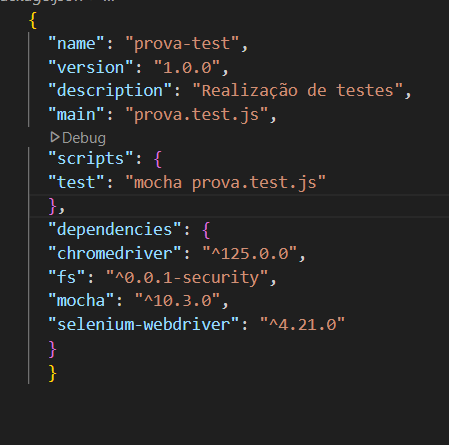 {
"name": "prova-test",
"version": "1.0.0",
"description": "Realização de testes",
"main": "prova.test.js",
Debug
"scripts": {
"test": "mocha prova.test.js"
},
"dependencies": {
"chromedriver": "^125.0.0",
"fs": "^0.0.1-security",
"mocha": "^10.3.0",
"selenium-webdriver": "^4.21.0"
}
}